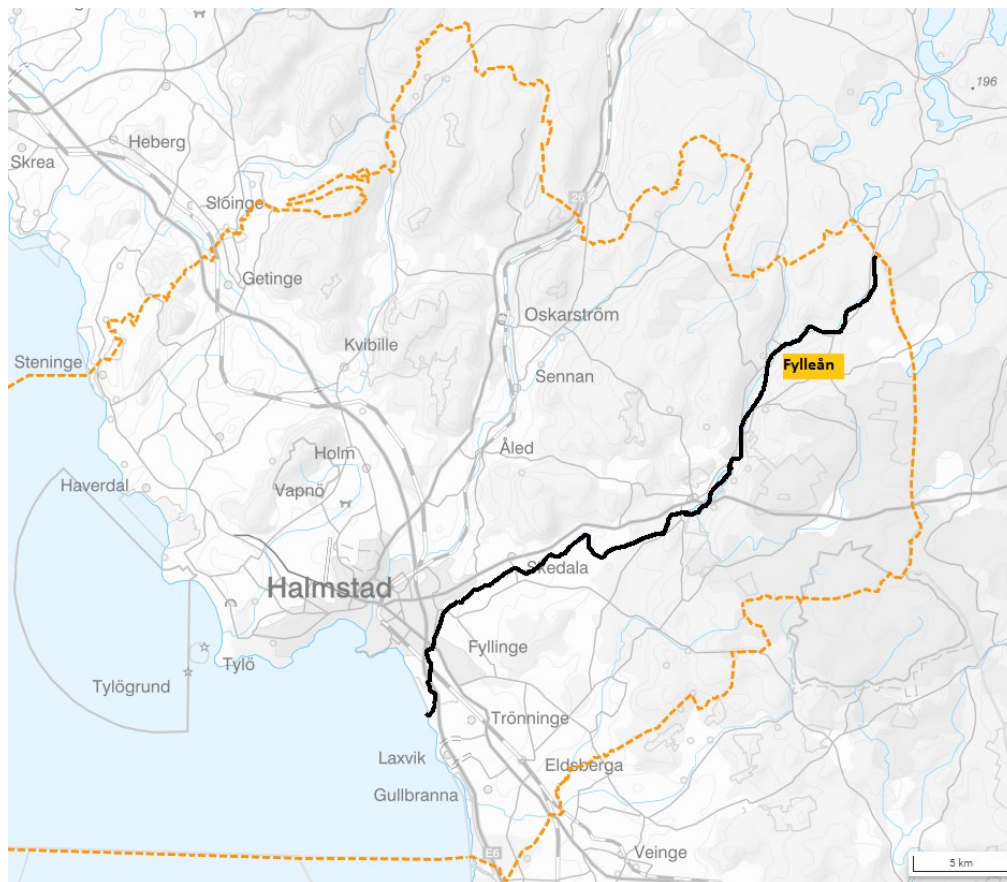 196
Heberg
Skrea
Slöinge
26
Getinge
Oskarström
Kvibille
Steninge
Fylleån
Sennan
Åled
Holm
Haverdal
Vapnö
Skedala
Halmstad
Fyllinge
Tylö
Tylögrund
Trönninge
Laxvik
Eldsberga
Gullbranna
E6
Veinge
5 km